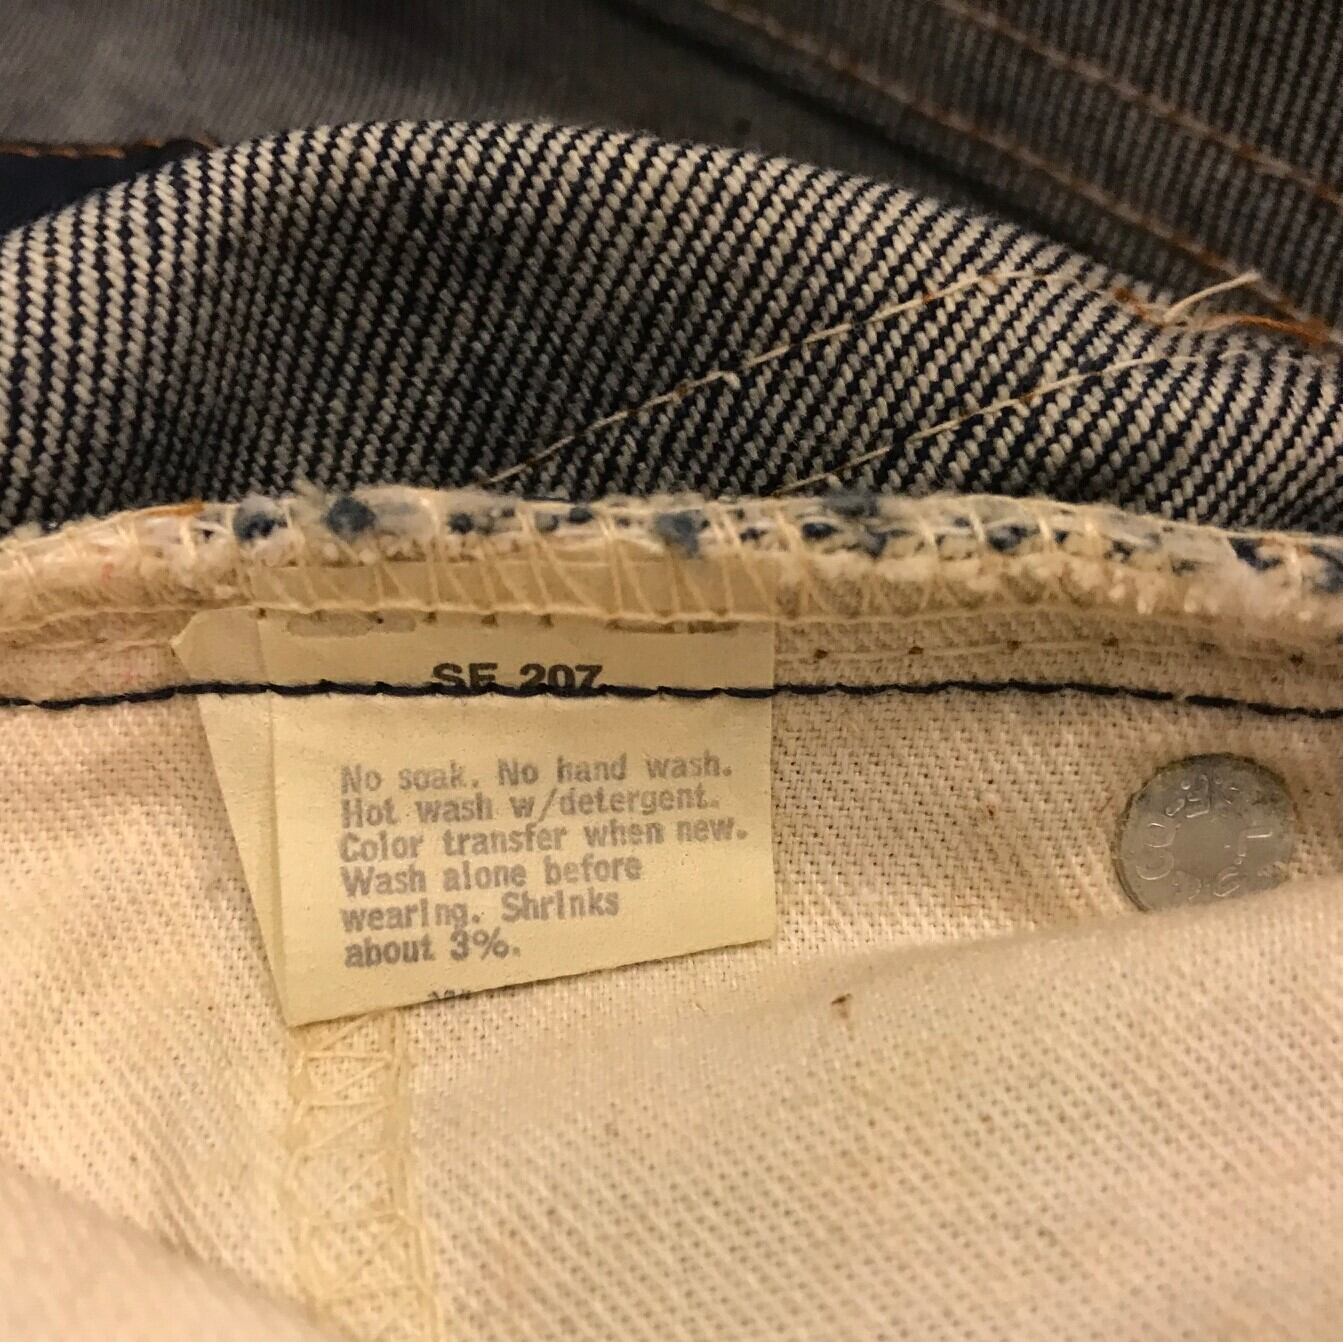 SE 207
No soak. No hand wash.
Hot wash w/detergent.
Color transfer when new.
Wash alone before
wearing. Shrinks
about 3%.